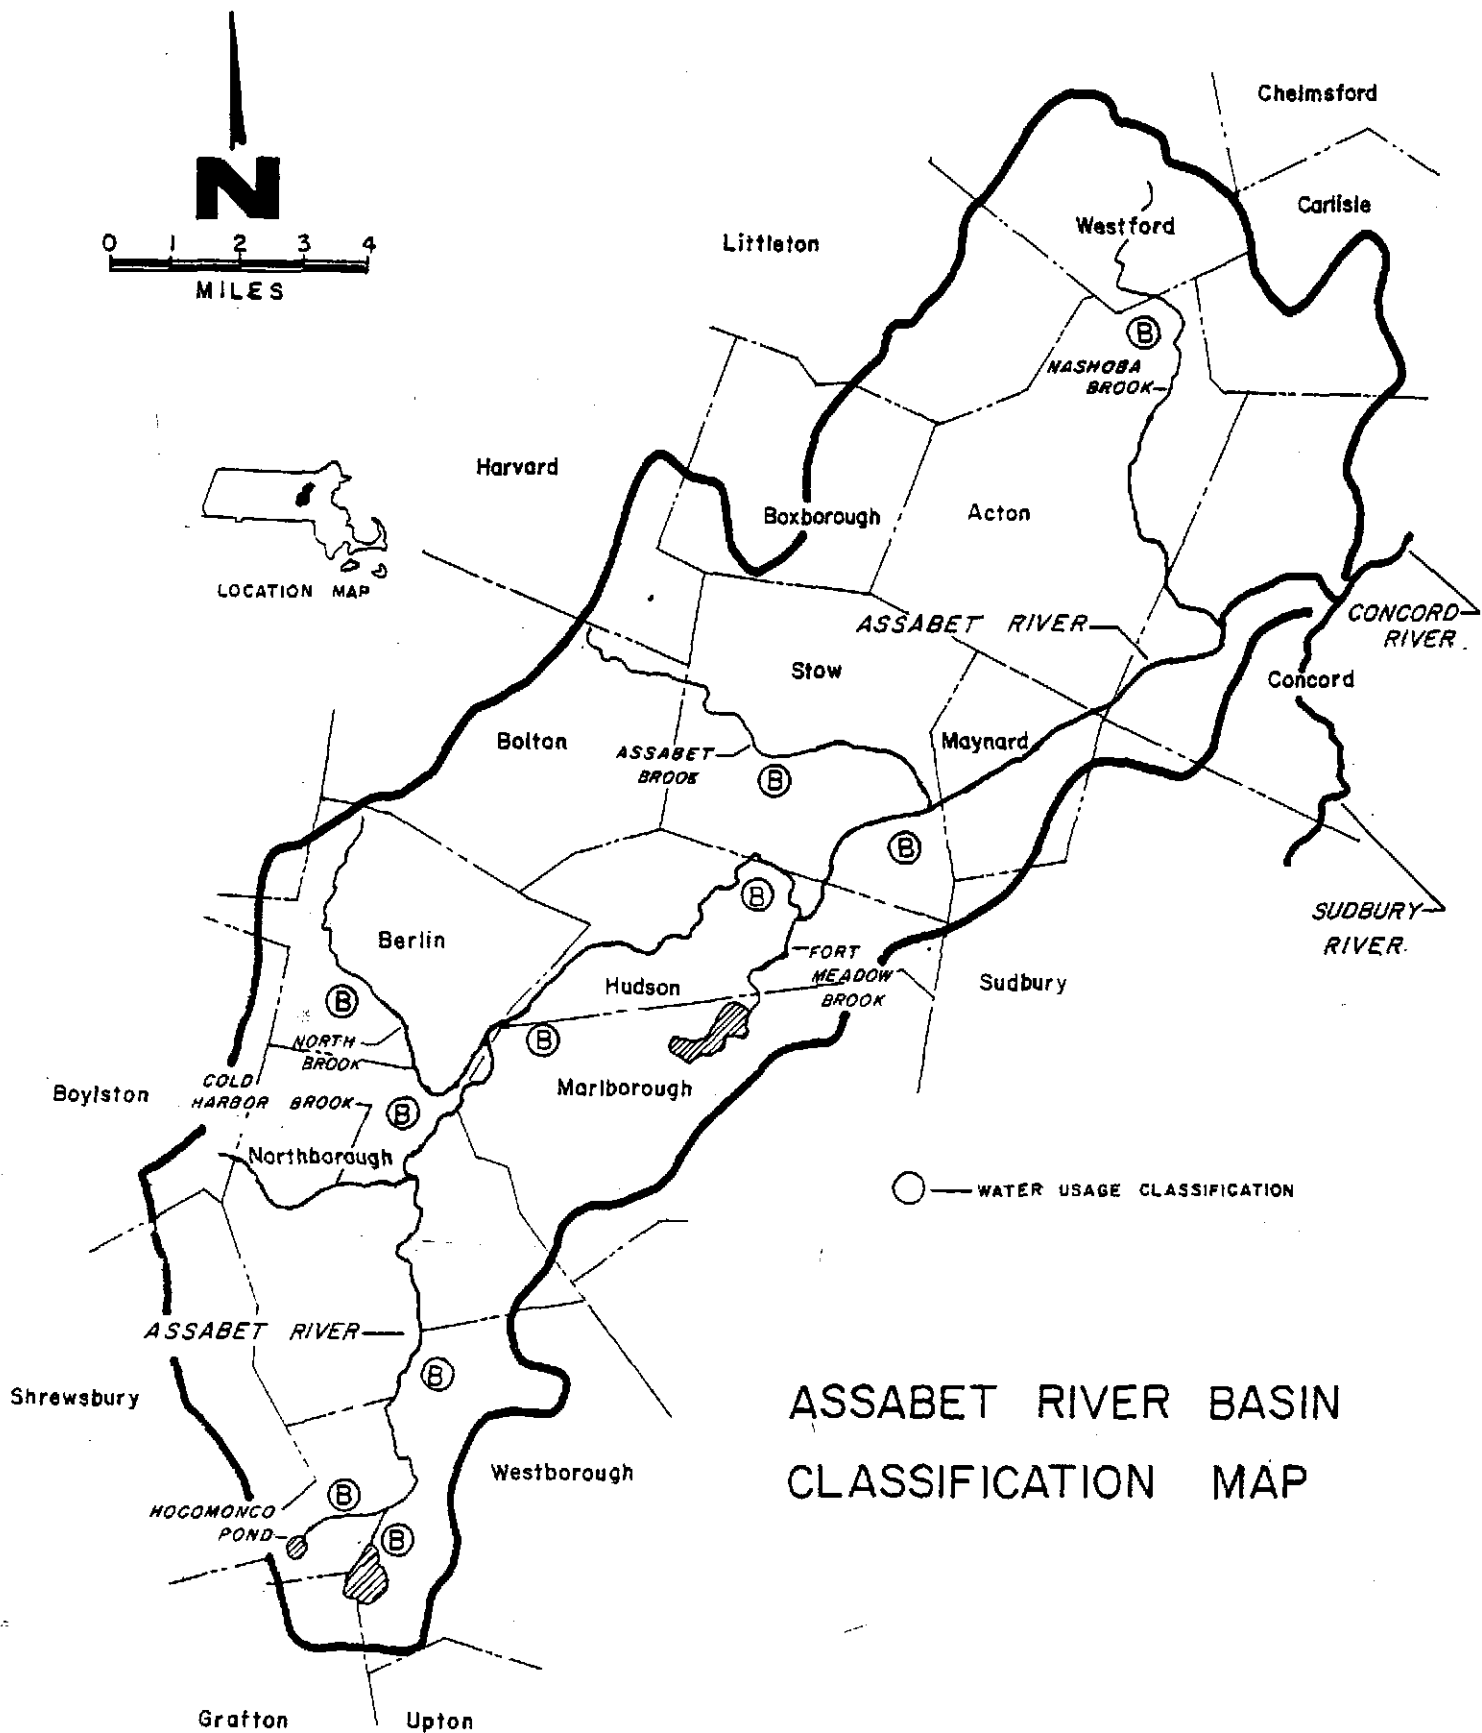 Chelmsford
Carlisle
Westford
Littleton
N
0 1 2 3 4
MILES
B
NASHOBA
BROOK
Harvard
Boxborough
Acton
LOCATION MAP
ASSABET RIVER
CONCORD
RIVER
Stow
Concord
Bolton
ASSABET
BROOK
Maynard
B
B
B
SUDBURY
RIVER
Berlin
FORT
MEADOW
BROOK
Hudson
Sudbury
B
NORTH
BROOK
B
COLD
HARBOR BROOK
Boylston
Marlborough
B
Northborough
WATER USAGE CLASSIFICATION
ASSABET RIVER
B
Shrewsbury
ASSABET RIVER BASIN
CLASSIFICATION MAP
Westborough
B
HOCOMONCO
POND
B
Grafton
Upton